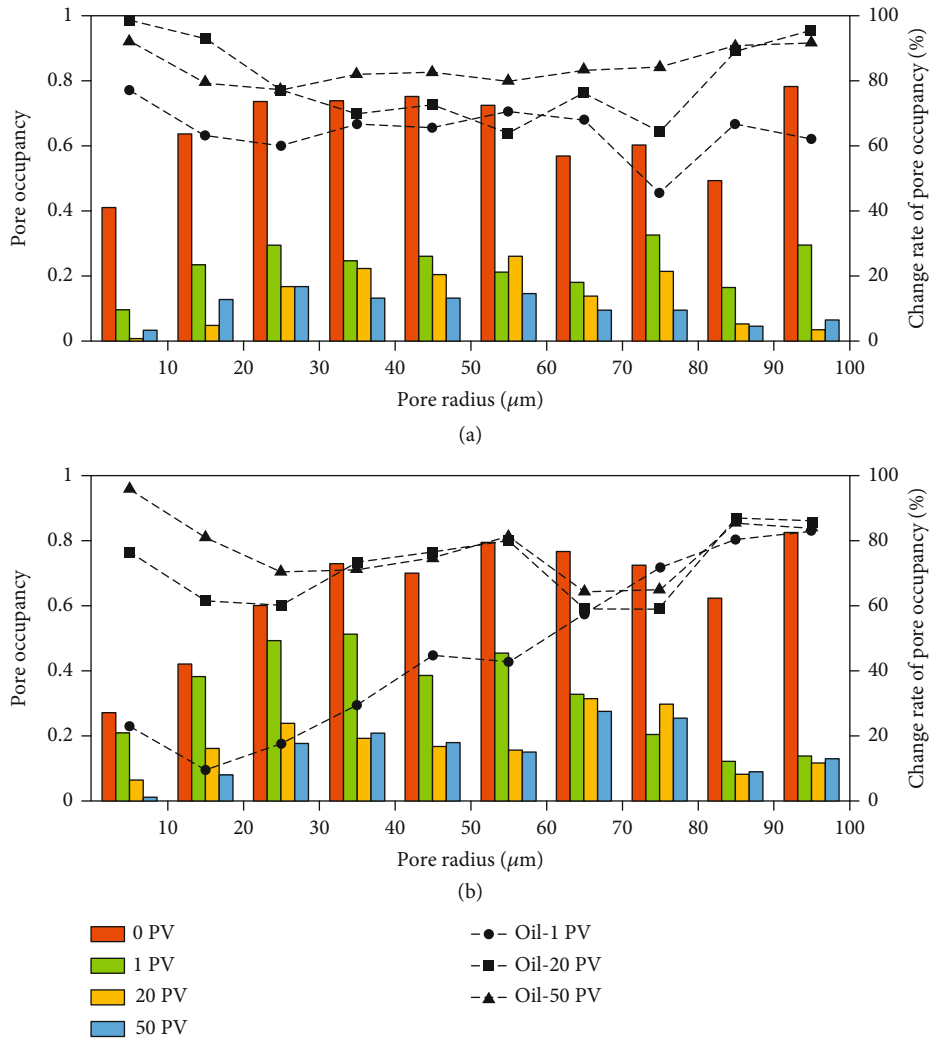 1
0.8
0.6
0.4
0.2
0
Pore occupancy
100
80
60
40
20
0
Change rate of pore occupancy (%)
10 20 30 40 50 60 70 80 90 100
Pore radius (μm)
(a)
1
0.8
0.6
0.4
0.2
0
Pore occupancy
100
80
60
40
20
0
Change rate of pore occupancy (%)
10 20 30 40 50 60 70 80 90 100
Pore radius (μm)
(b)
0 PV
1 PV
20 PV
50 PV
Oil-1 PV
Oil-20 PV
Oil-50 PV